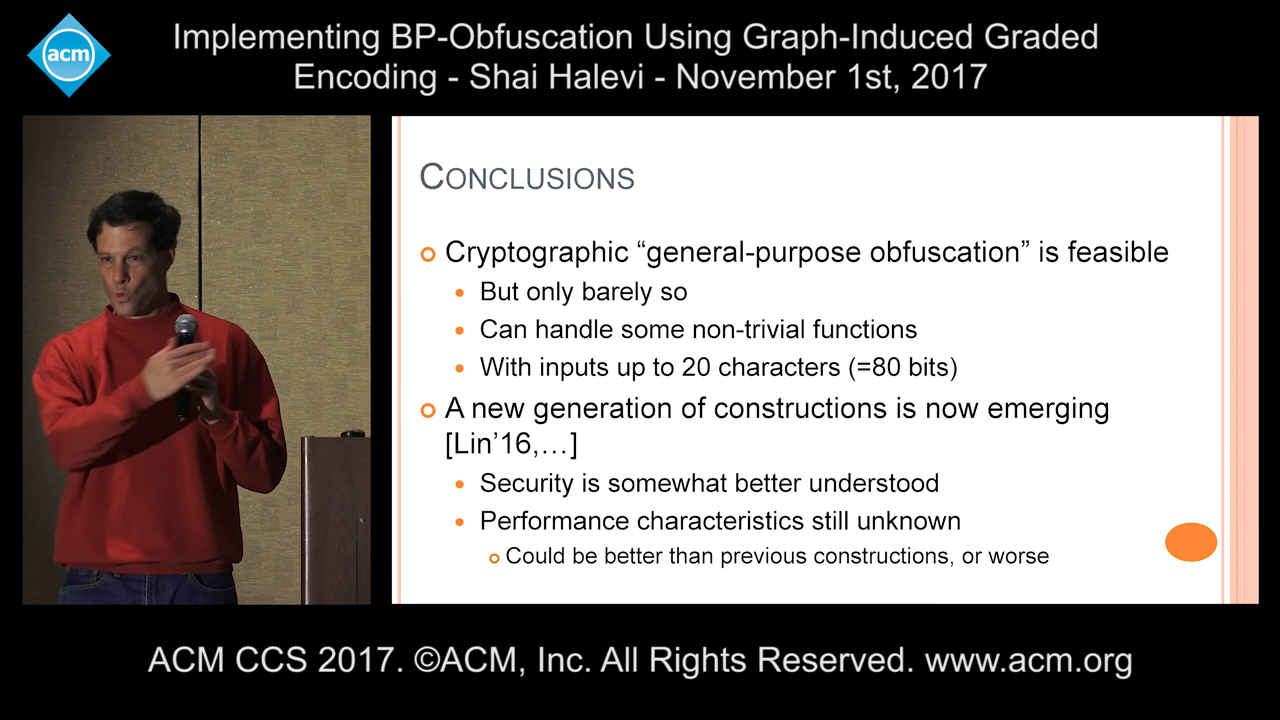 acm
Implementing BP-Obfuscation Using Graph-Induced Graded
Encoding - Shai Halevi - November 1st, 2017
CONCLUSIONS
Cryptographic “general-purpose obfuscation” is feasible
But only barely so
Can handle some non-trivial functions
With inputs up to 20 characters (=80 bits)
A new generation of constructions is now emerging
[Lin’16,…]
Security is somewhat better understood
Performance characteristics still unknown
Could be better than previous constructions, or worse
ACM CCS 2017. ©ACM, Inc. All Rights Reserved. www.acm.org